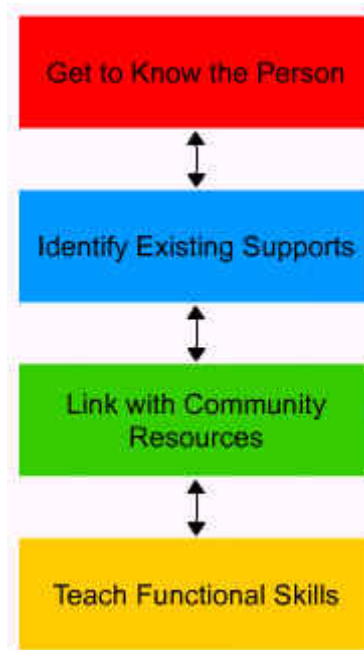 Get to Know the Person
Identify Existing Supports
Link with Community
Resources
Teach Functional Skills